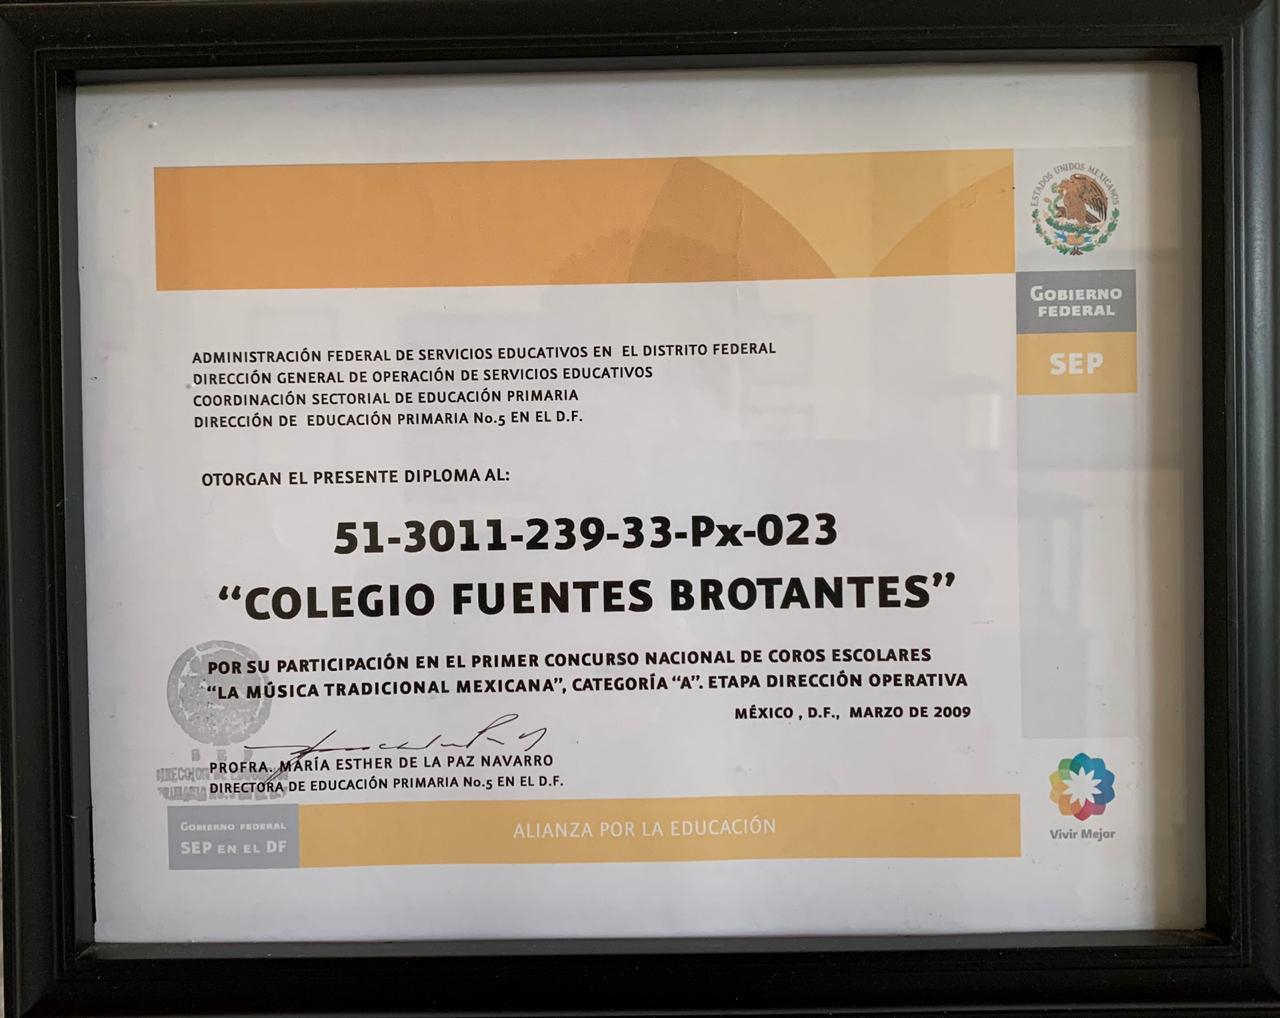 ESTADOS UNIDOS MEXICANOS
GOBIERNO
FEDERAL
SEP
ADMINISTRACIÓN FEDERAL DE SERVICIOS EDUCATIVOS EN EL DISTRITO FEDERAL
DIRECCIÓN GENERAL DE OPERACIÓN DE SERVICIOS EDUCATIVOS
COORDINACIÓN SECTORIAL DE EDUCACIÓN PRIMARIA
DIRECCIÓN DE EDUCACIÓN PRIMARIA No.5 EN EL D.F.
OTORGAN EL PRESENTE DIPLOMA AL:
51-3011-239-33-Px-023
“COLEGIO FUENTES BROTANTES”
POR SU PARTICIPACIÓN EN EL PRIMER CONCURSO NACIONAL DE COROS ESCOLARES
“LA MÚSICA TRADICIONAL MEXICANA”, CATEGORÍA “A”. ETAPA DIRECCIÓN OPERATIVA
MÉXICO , D.F., MARZO DE 2009
S E P
DIRECCION DE EDUCACION
PROFRA. MARÍA ESTHER DE LA PAZ NAVARRO
DIRECTORA DE EDUCACIÓN PRIMARIA No.5 EN EL D.F.
GOBIERNO FEDERAL
SEP EN EL DF
ALIANZA POR LA EDUCACIÓN
Vivir Mejor